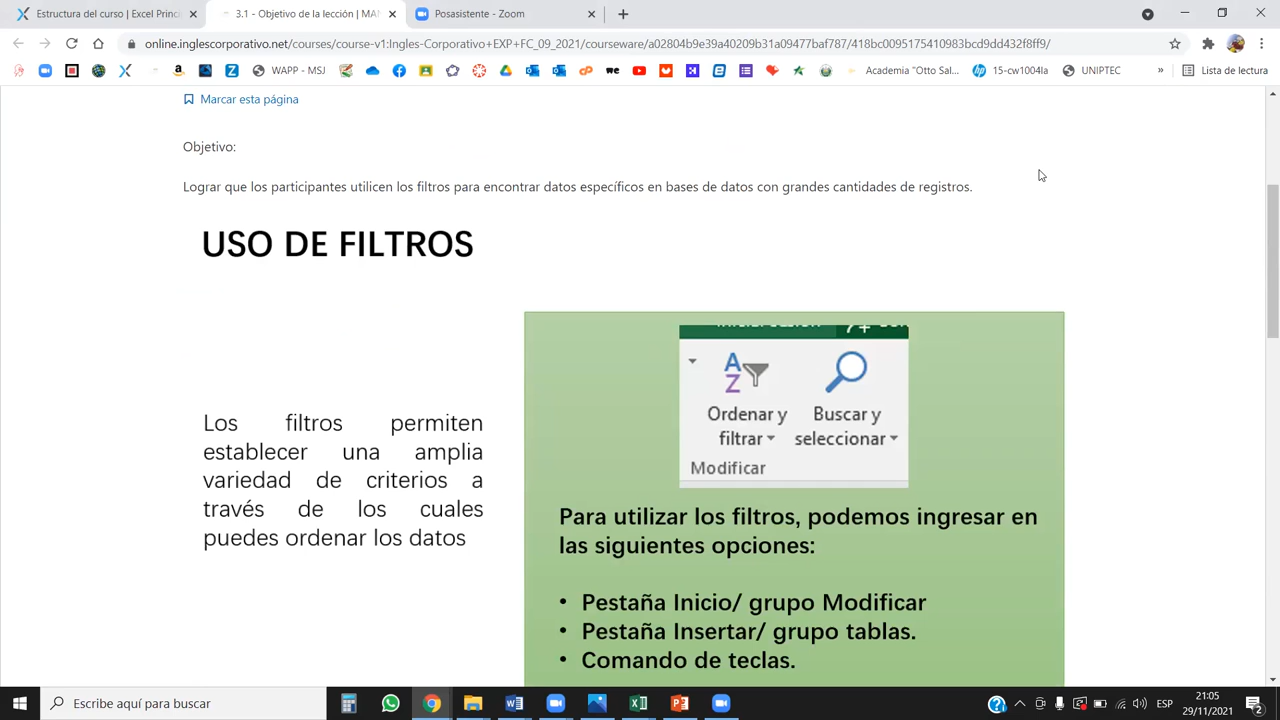 Estructura del curso | Excel Princ
3.1 - Objetivo de la lección | MAN
Posasistente - Zoom
online.inglescorporativo.net/courses/course-v1:Ingles-Corporativo+EXP+FC_09_2021/courseware/a02804b9e39a40209b31a09477baf787/418bc0095175410983bcd9dd432f8ff9/
WAPP - MSJ
Academia "Otto Sal...
15-cw1004la
UNIPTEC
»
Lista de lectura
Marcar esta página
Objetivo:
Lograr que los participantes utilicen los filtros para encontrar datos específicos en bases de datos con grandes cantidades de registros.
USO DE FILTROS
Los filtros permiten
establecer una amplia
variedad de criterios a
través de los cuales
puedes ordenar los datos
Ordenar y
filtrar
Buscar y
seleccionar
Modificar
Para utilizar los filtros, podemos ingresar en
las siguientes opciones:
• Pestaña Inicio/ grupo Modificar
• Pestaña Insertar/ grupo tablas.
• Comando de teclas.
Escribe aquí para buscar
ESP
21:05
29/11/2021
2